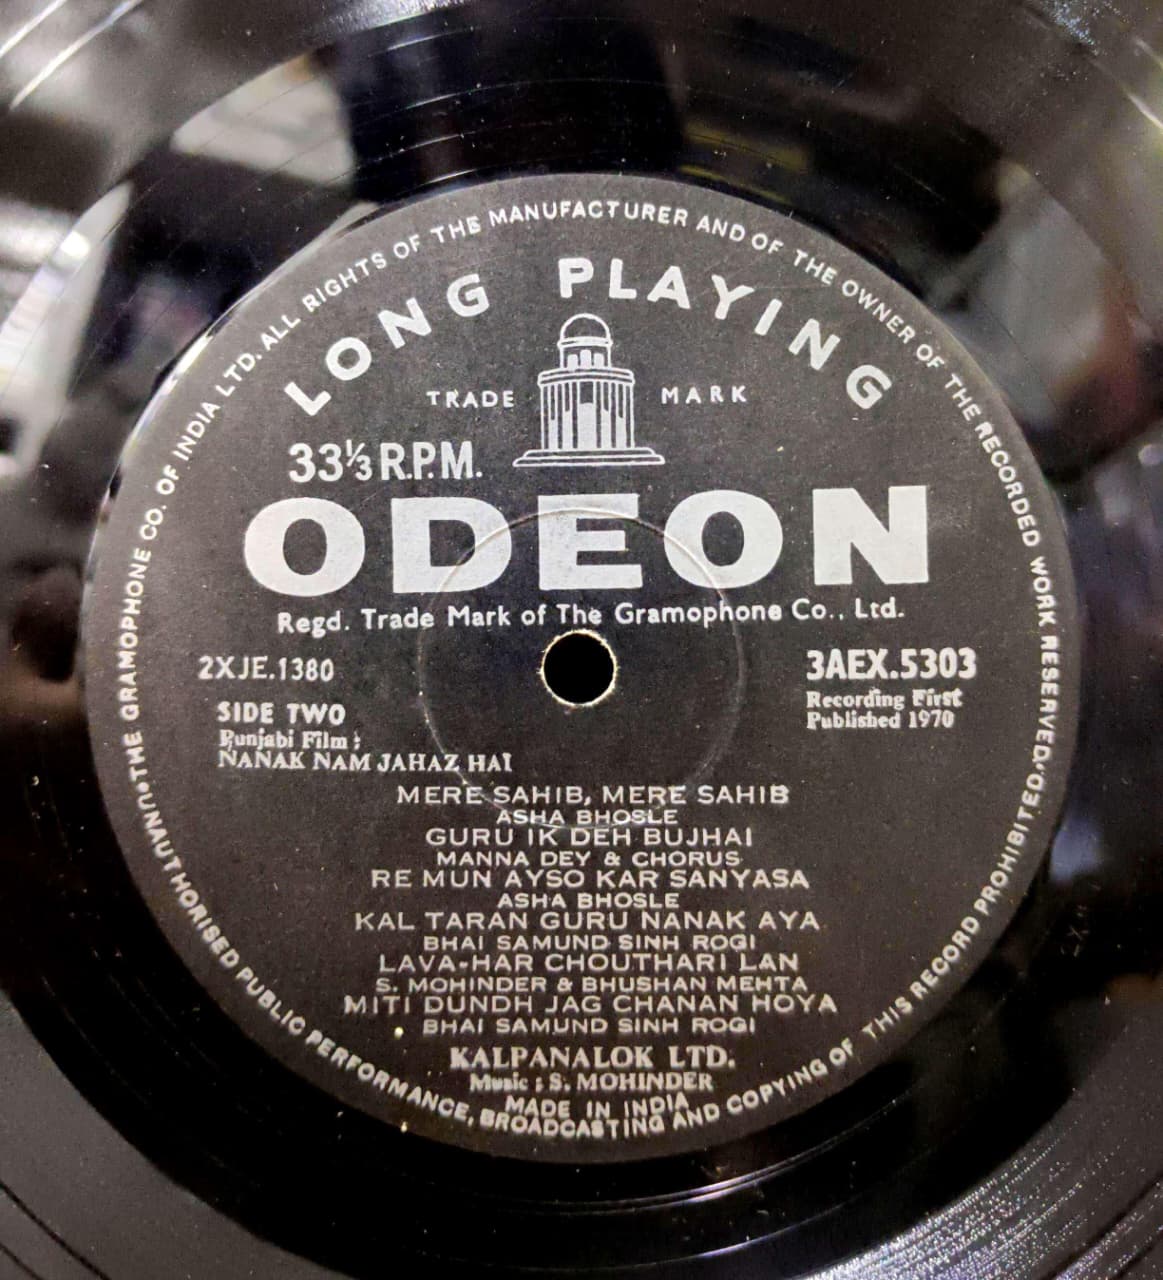 THE GRAMOPHONE CO. OF INDIA LTD. ALL RIGHTS OF THE MANUFACTURER AND OF THE OWNER OF THE RECORDED WORK RESERVED.
UNAUTHORISED PUBLIC PERFORMANCE, BROADCASTING AND COPYING OF THIS RECORD PROHIBITED.
LONG PLAYING
TRADE MARK
33⅓ R.P.M.
ODEON
Regd. Trade Mark of The Gramophone Co., Ltd.
2XJE.1380
3AEX.5303
Recording First
Published 1970
SIDE TWO
Punjabi Film :
NANAK NAM JAHAZ HAI
MERE SAHIB, MERE SAHIB
ASHA BHOSLE
GURU IK DEH BUJHAI
MANNA DEY & CHORUS
RE MUN AYSO KAR SANYASA
ASHA BHOSLE
KAL TARAN GURU NANAK AYA
BHAI SAMUND SINH ROGI
LAVA-HAR CHOUTHARI LAN
S. MOHINDER & BHUSHAN MEHTA
MITI DUNDH JAG CHANAN HOYA
BHAI SAMUND SINH ROGI
KALPANALOK LTD.
Music : S. MOHINDER
MADE IN INDIA